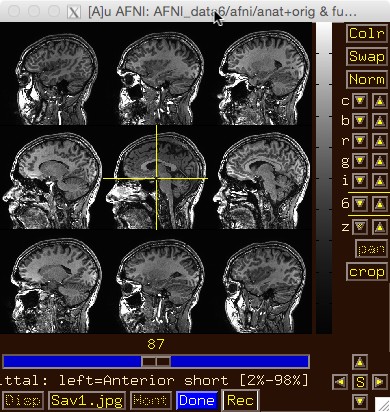 X [A]u AFNI: AFNI_data6/afni/anat+orig & fu...
Colr
Swap
Norm
c
b
r
g
i
6
z
pan
crop
87
ittal: left=Anterior short [2%-98%]
S
Disp Sav1.jpg Mont Done Rec